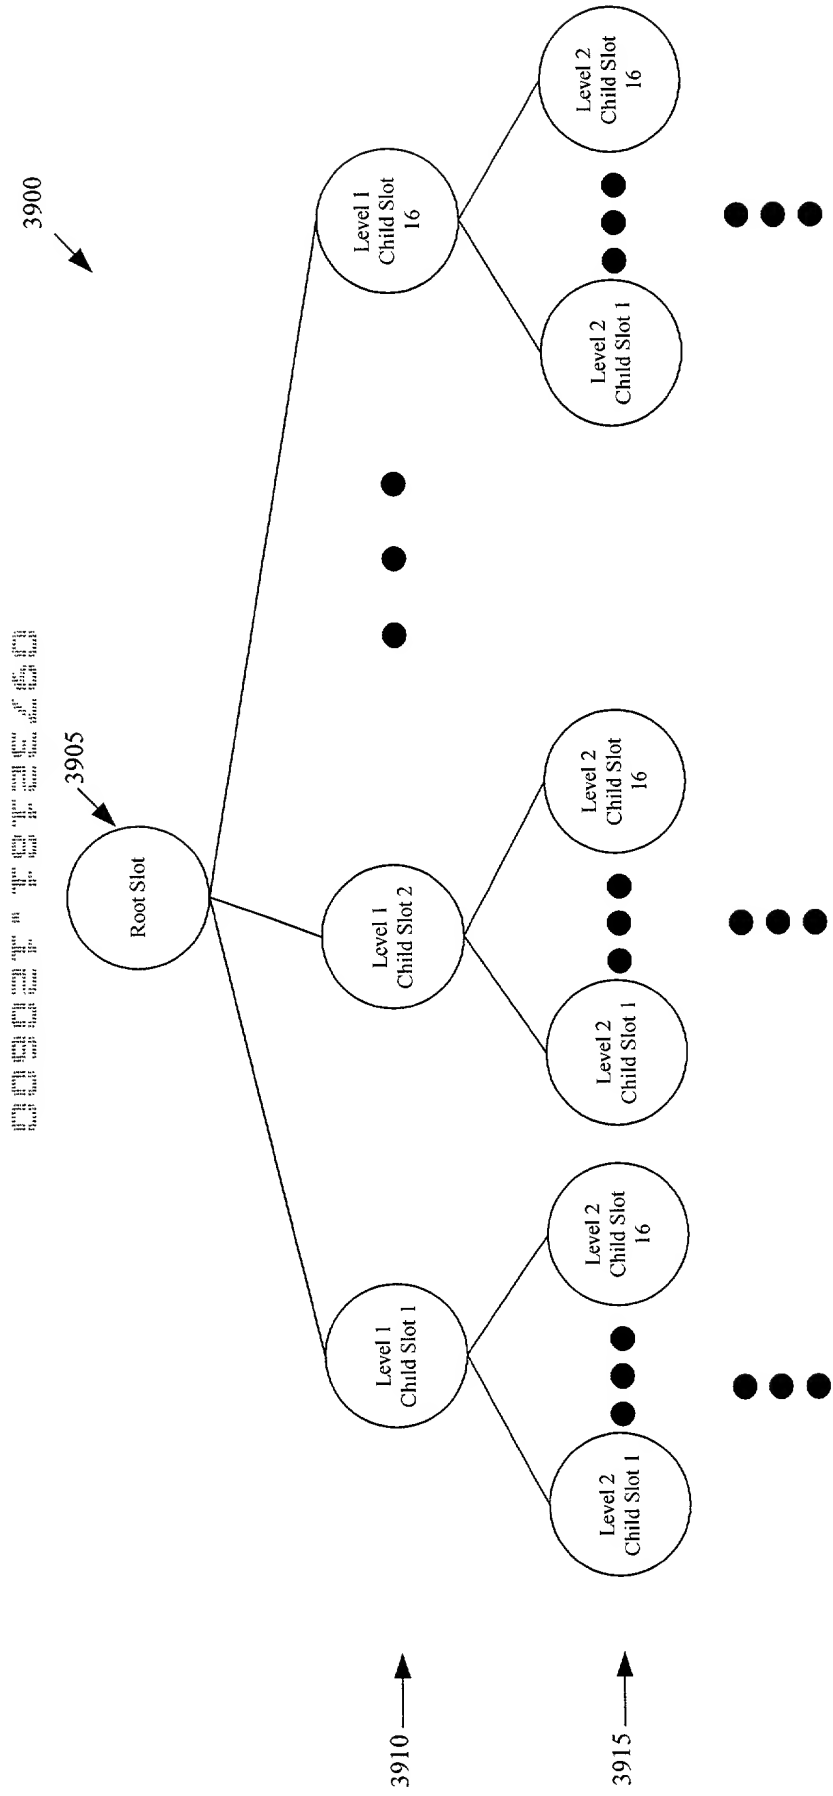 09732181.120600
3900
3905
Root Slot
3910
Level 1
Child Slot 1
Level 1
Child Slot 2
Level 1
Child Slot
16
3915
Level 2
Child Slot 1
Level 2
Child Slot
16
Level 2
Child Slot 1
Level 2
Child Slot
16
Level 2
Child Slot 1
Level 2
Child Slot
16